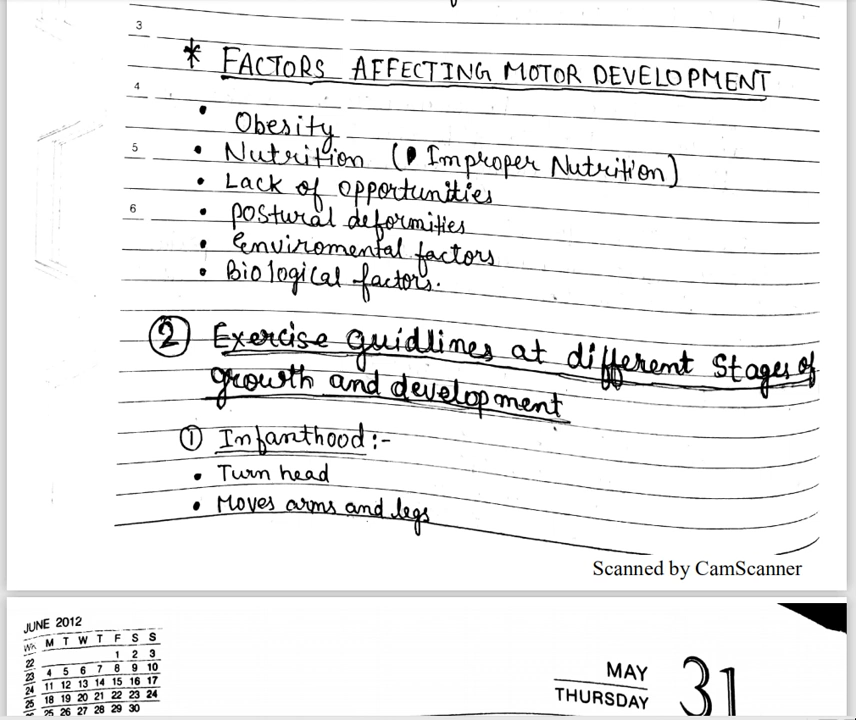 3
* FACTORS AFFECTING MOTOR DEVELOPMENT
4
• Obesity
5
• Nutrition (Improper Nutrition)
• Lack of opportunities
6
• postural deformities
• Enviromental factors
• Biological factors.
② Exercise guidlines at different Stages of
growth and development
① Infanthood :-
• Turn head
• Moves arms and legs
Scanned by CamScanner
JUNE 2012
WK M T W T F S S
22 1 2 3
23 4 5 6 7 8 9 10
24 11 12 13 14 15 16 17
25 18 19 20 21 22 23 24
25 26 27 28 29 30
MAY
THURSDAY
31